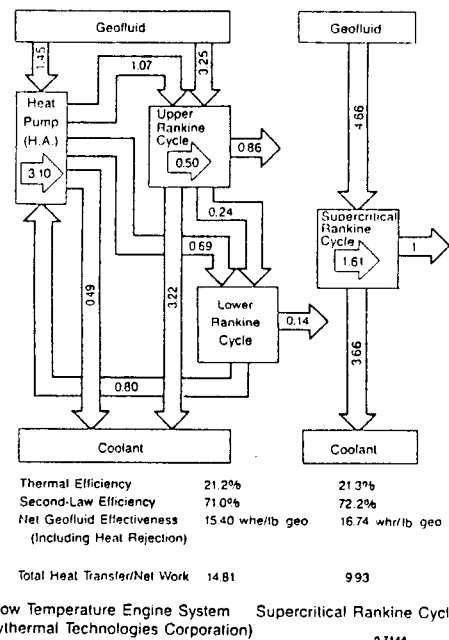 Geofluid
Geofluid
1.45
1.07
3.25
4.66
Heat
Pump
(H.A.)
3.10
Upper
Rankine
Cycle
0.50
0.86
0.24
0.69
Supercritical
Rankine
Cycle
1.61
1
0.49
3.22
Lower
Rankine
Cycle
0.14
3.66
0.80
Coolant
Coolant
Thermal Efficiency 21.2% 21.3%
Second-Law Efficiency 71.0% 72.2%
Net Geofluid Effectiveness 15.40 whe/lb geo 16.74 whr/lb geo
(Including Heat Rejection)
Total Heat Transfer/Net Work 14.81 9.93
ow Temperature Engine System Supercritical Rankine Cycl
ythermal Technologies Corporation)